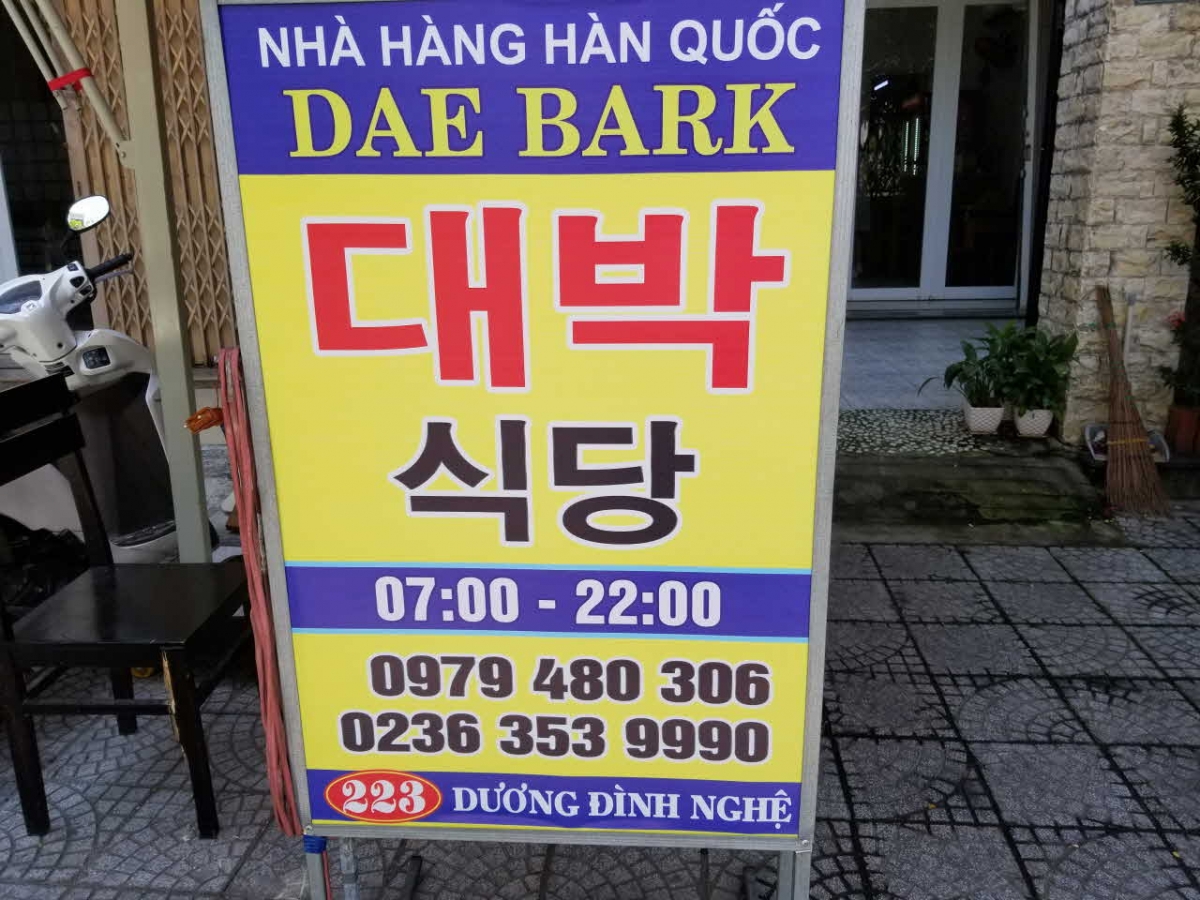 NHÀ HÀNG HÀN QUỐC
DAE BARK
대박
식당
07:00 - 22:00
0979 480 306
0236 353 9990
223 DƯƠNG ĐÌNH NGHỆ